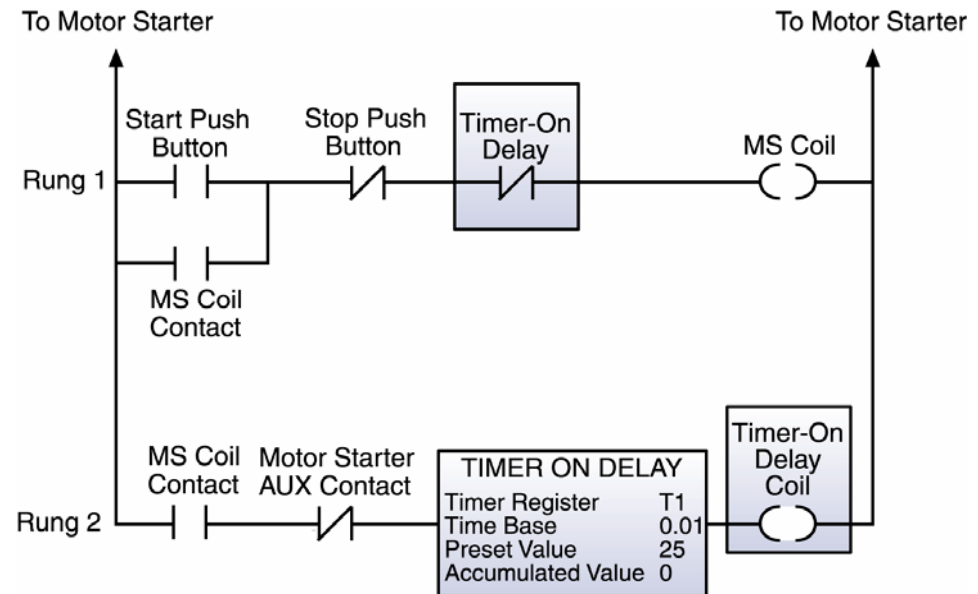 To Motor Starter
To Motor Starter
Start Push
Button
Stop Push
Button
Timer-On
Delay
MS Coil
Rung 1
MS Coil
Contact
MS Coil
Contact
Motor Starter
AUX Contact
TIMER ON DELAY
Timer Register T1
Time Base 0.01
Preset Value 25
Accumulated Value 0
Timer-On
Delay
Coil
Rung 2